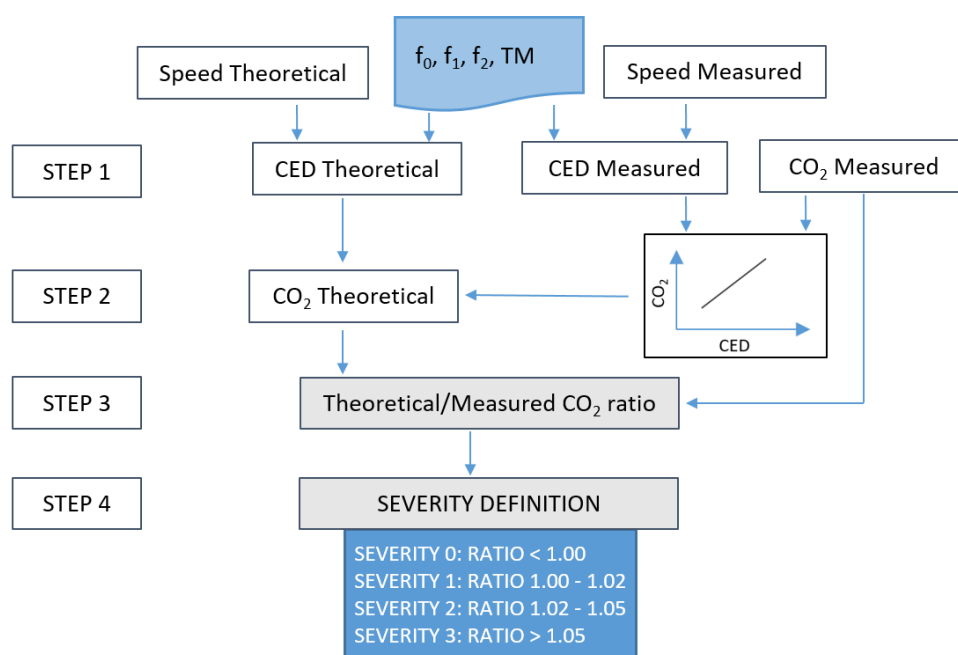 Speed Theoretical
f₀, f₁, f₂, TM
Speed Measured
STEP 1
CED Theoretical
CED Measured
CO₂ Measured
STEP 2
CO₂ Theoretical
CO₂
CED
STEP 3
Theoretical/Measured CO₂ ratio
STEP 4
SEVERITY DEFINITION
SEVERITY 0: RATIO < 1.00
SEVERITY 1: RATIO 1.00 - 1.02
SEVERITY 2: RATIO 1.02 - 1.05
SEVERITY 3: RATIO > 1.05